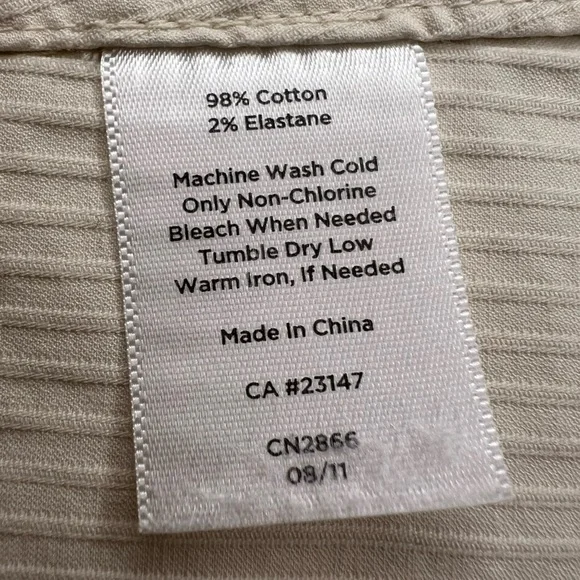 98% Cotton
2% Elastane
Machine Wash Cold
Only Non-Chlorine
Bleach When Needed
Tumble Dry Low
Warm Iron, If Needed
Made In China
CA #23147
CN2866
08/11